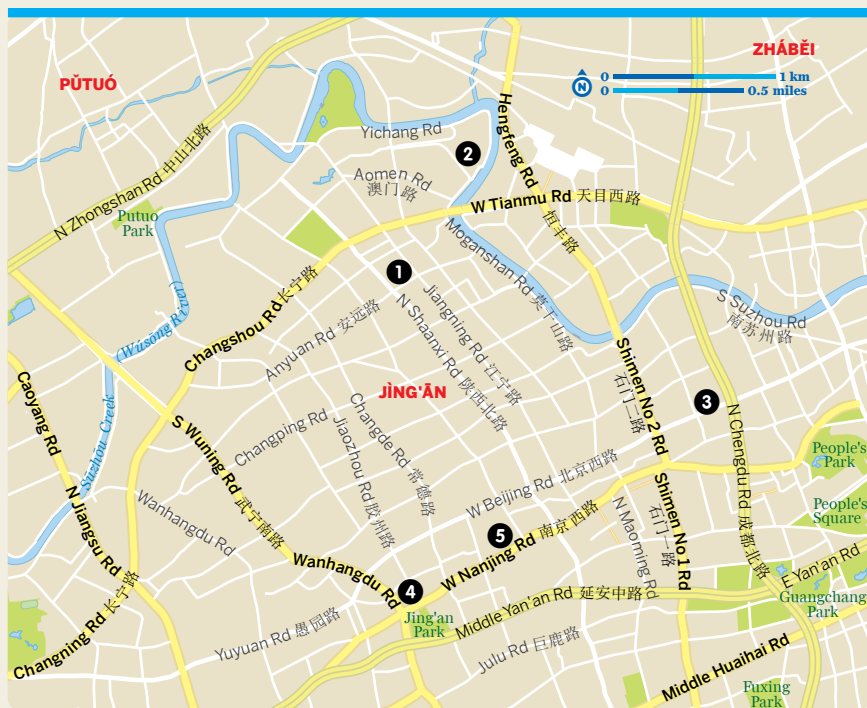 ZHÁBĚI
PǓTUÓ
0 1 km
N
0 0.5 miles
Hengfeng Rd
恒丰路
Yichang Rd
2
Aomen Rd
澳门路
N Zhongshan Rd 中山北路
W Tianmu Rd 天目西路
Putuo
Park
Moganshan Rd 莫干山路
1
S Suzhou Rd
南苏州路
(Wúsōng Rive
Changshou Rd 长宁路
Anyuan Rd 安远路
N Shaanxi Rd 陕西北路
Jiangning Rd 江宁路
Shimen No 2 Rd
石门二路
JÌNG'ĀN
3
Caoyang Rd
S Wuning Rd 武宁南路
Changping Rd
Changde Rd 常德路
Jiaozhou Rd 胶州路
N Chengdu Rd 成都北路
People's
Park
Sūzhōu Creek
W Beijing Rd 北京西路
N Jiangsu Rd
Wanhangdu Rd
People's
Square
5
W Nanjing Rd 南京西路
N Maoming Rd
Shimen No 1 Rd
石门一路
Wanhangdu Rd
E Yan'an Rd
4
Jing'an
Park
Middle Yan'an Rd 延安中路
Guangchang
Park
Changning Rd 长宁路
Yuyuan Rd 愚园路
Julu Rd 巨鹿路
Middle Huaihai Rd
Fuxing
Park